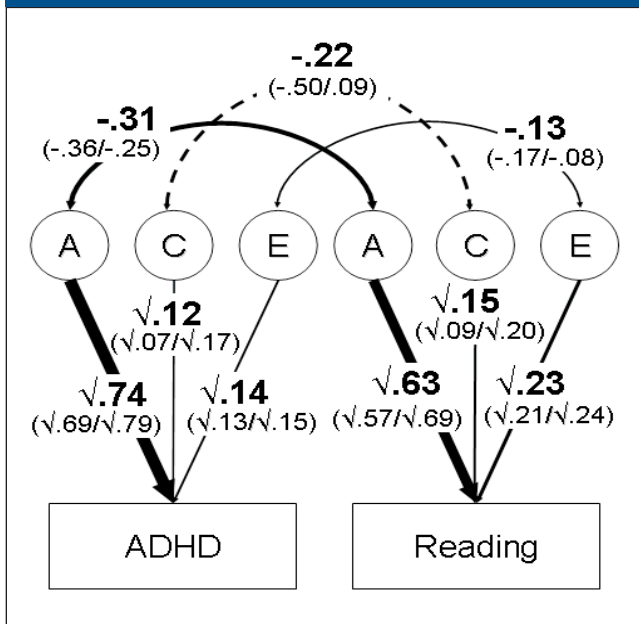 -.22
(-.50/.09)
-.31
(-.36/-.25)
-.13
(-.17/-.08)
A
C
E
A
C
E
√.12
(√.07/√.17)
√.15
(√.09/√.20)
√.74
(√.69/√.79)
√.14
(√.13/√.15)
√.63
(√.57/√.69)
√.23
(√.21/√.24)
ADHD
Reading